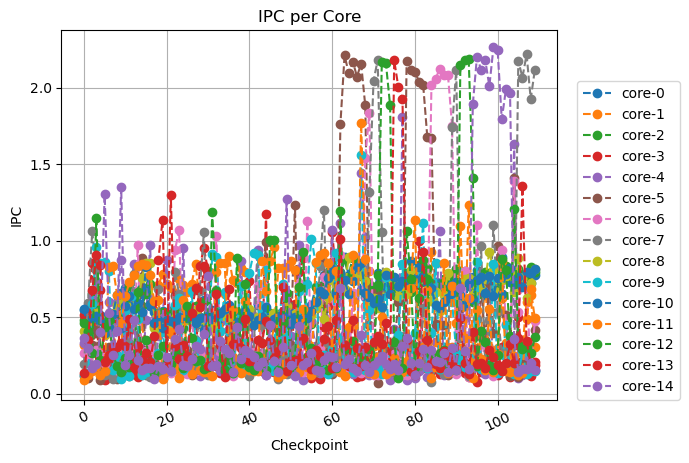 IPC per Core
IPC
2.0
1.5
1.0
0.5
0.0
0
20
40
60
80
100
Checkpoint
core-0
core-1
core-2
core-3
core-4
core-5
core-6
core-7
core-8
core-9
core-10
core-11
core-12
core-13
core-14